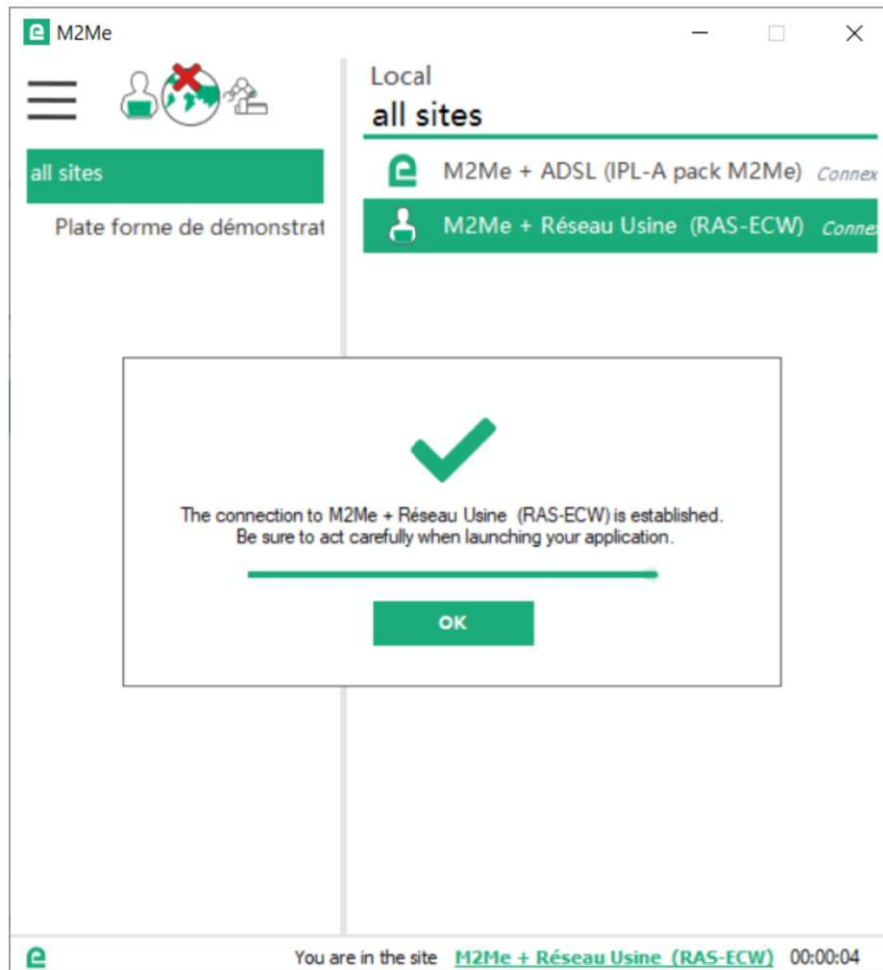 M2Me
Local
all sites
all sites
Plate forme de démonstrat
M2Me + ADSL (IPL-A pack M2Me) Connex
M2Me + Réseau Usine (RAS-ECW) Conne
The connection to M2Me + Réseau Usine (RAS-ECW) is established.
Be sure to act carefully when launching your application.
OK
You are in the site M2Me + Réseau Usine (RAS-ECW) 00:00:04